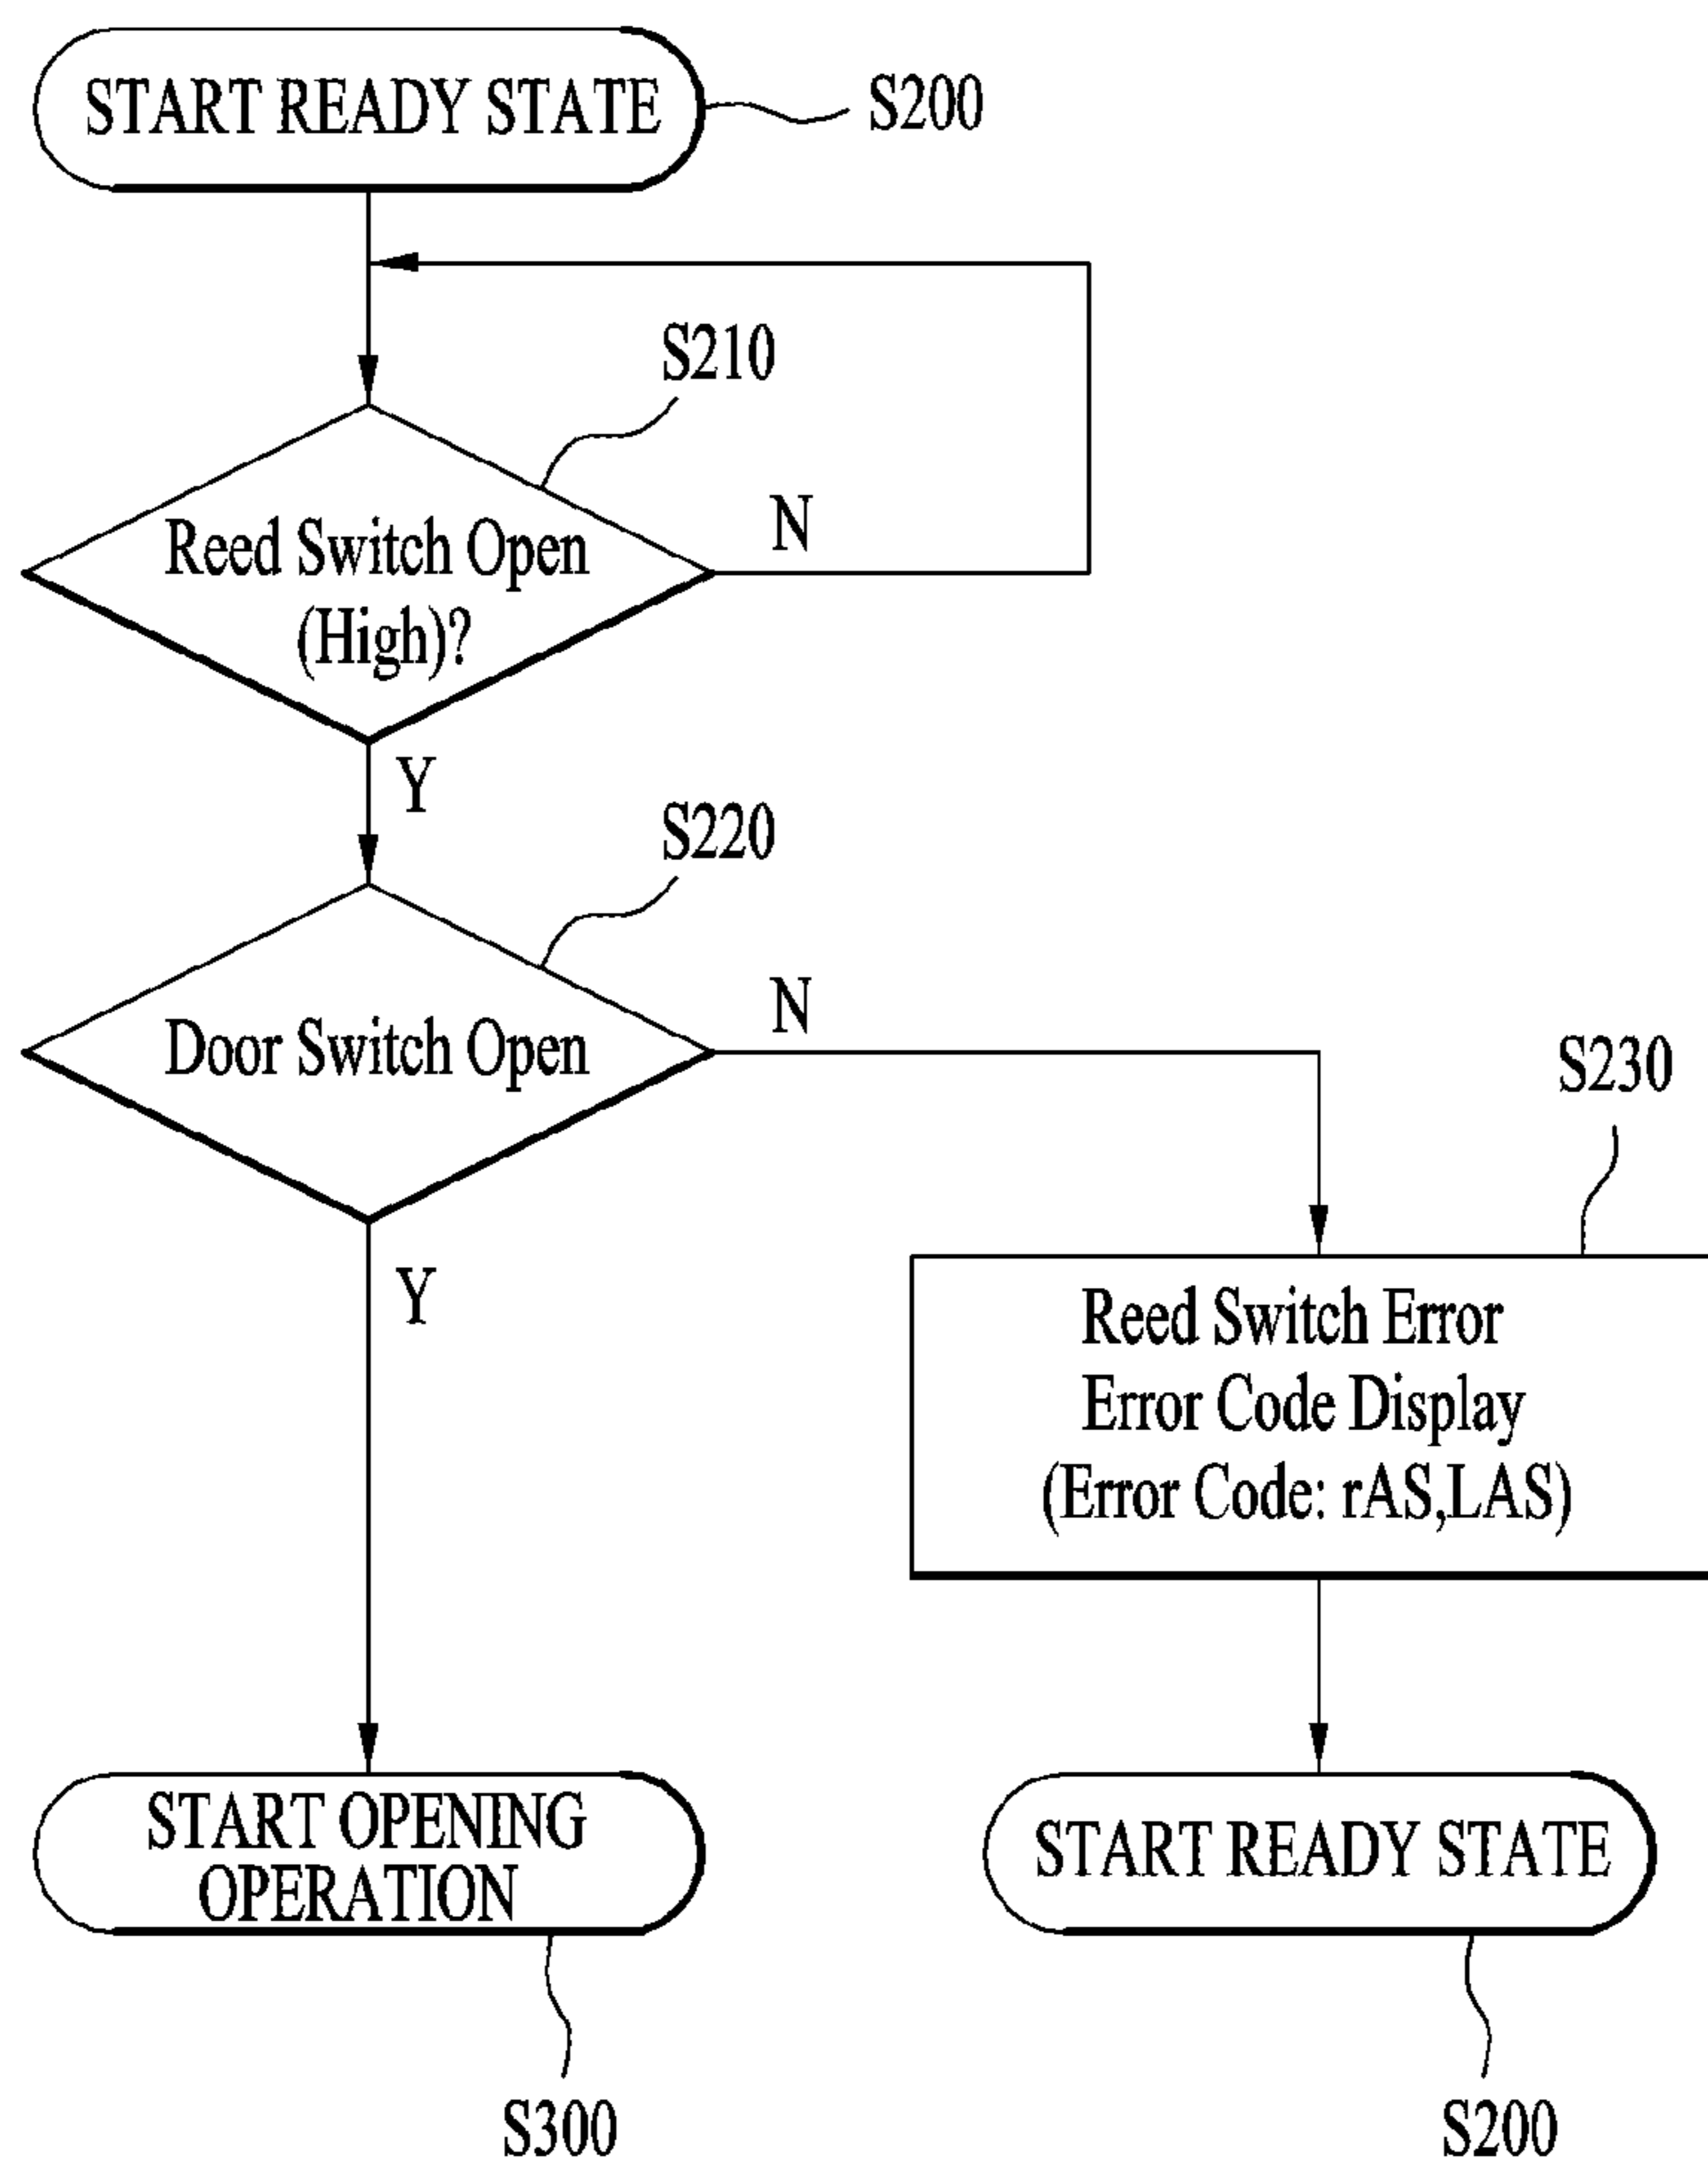 START READY STATE
S200
S210
Reed Switch Open
(High)?
N
Y
S220
Door Switch Open
N
Y
S230
Reed Switch Error
Error Code Display
(Error Code: rAS,LAS)
START OPENING
OPERATION
S300
START READY STATE
S200